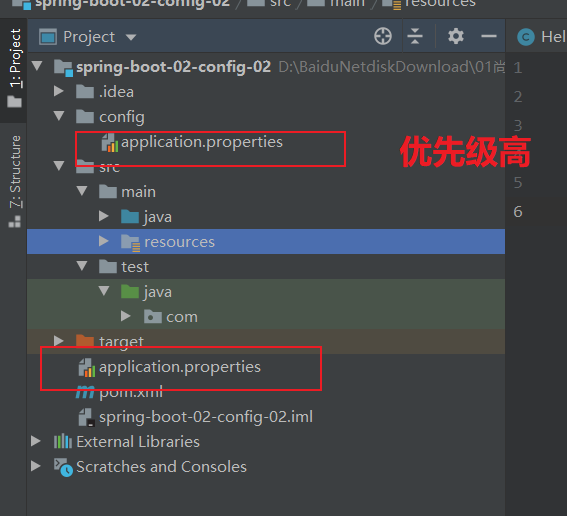 spring-boot-02-config-02 src main resources
1: Project
7: Structure
Project
Hel
spring-boot-02-config-02 D:\BaiduNetdiskDownload\01尚
.idea
config
application.properties
优先级高
src
main
java
resources
test
java
com
target
application.properties
pom.xml
spring-boot-02-config-02.iml
External Libraries
Scratches and Consoles
1
2
3
5
6